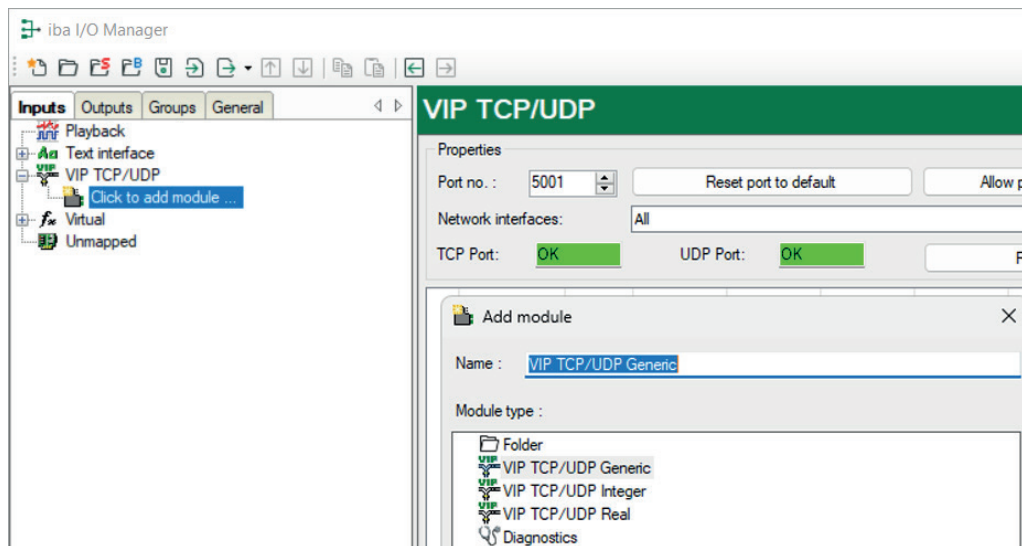 iba I/O Manager
Inputs Outputs Groups General
Playback
Text interface
VIP TCP/UDP
Click to add module ...
Virtual
Unmapped
VIP TCP/UDP
Properties
Port no. : 5001 Reset port to default Allow p
Network interfaces: All
TCP Port: OK UDP Port: OK
Add module
Name : VIP TCP/UDP Generic
Module type :
Folder
VIP TCP/UDP Generic
VIP TCP/UDP Integer
VIP TCP/UDP Real
Diagnostics